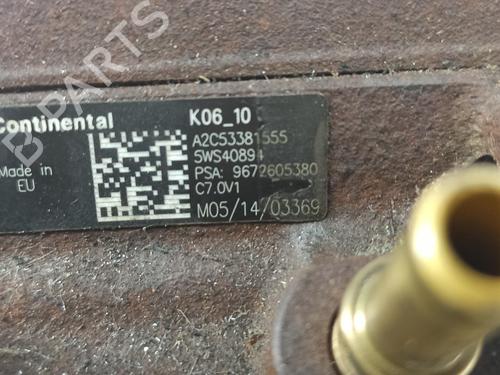 B-PARTS
Continental
Made in
EU
K06_10
A2C53381555
5WS40894
PSA: 9672605380
C7.0V1
M05/14/03369